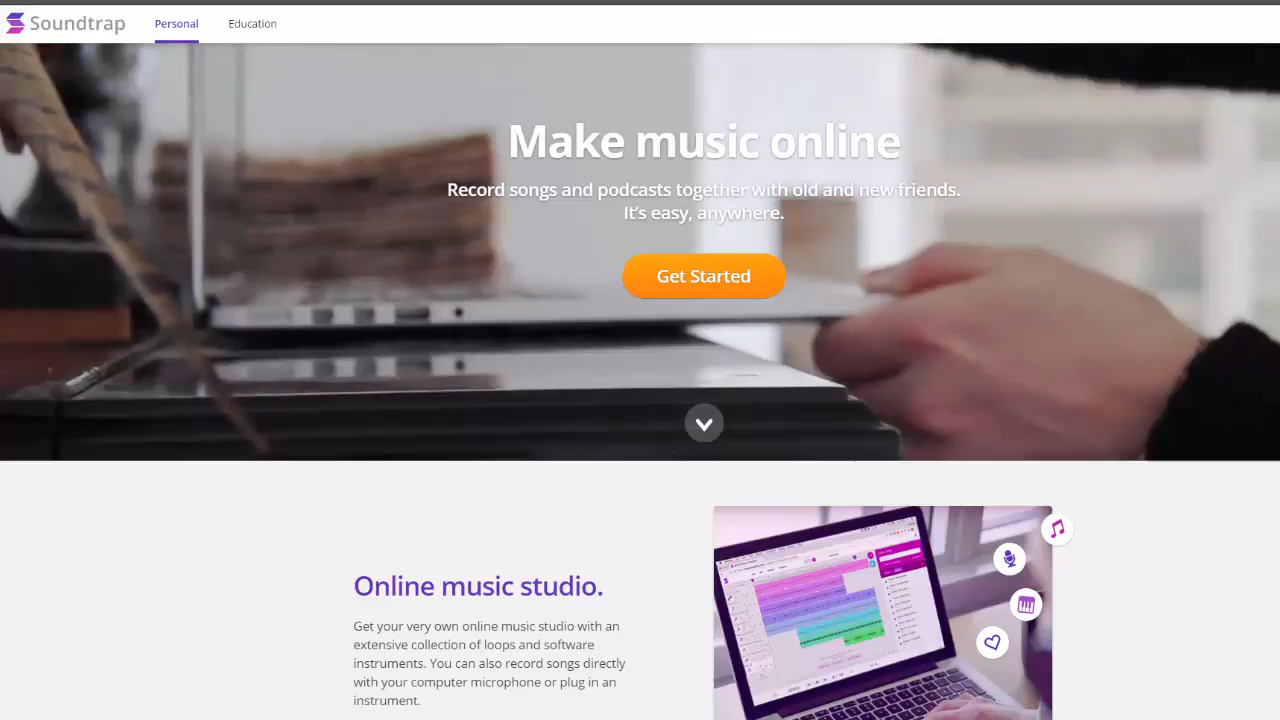 Soundtrap
Personal
Education
Make music online
Record songs and podcasts together with old and new friends.
It's easy, anywhere.
Get Started
Online music studio.
Get your very own online music studio with an
extensive collection of loops and software
instruments. You can also record songs directly
with your computer microphone or plug in an
instrument.